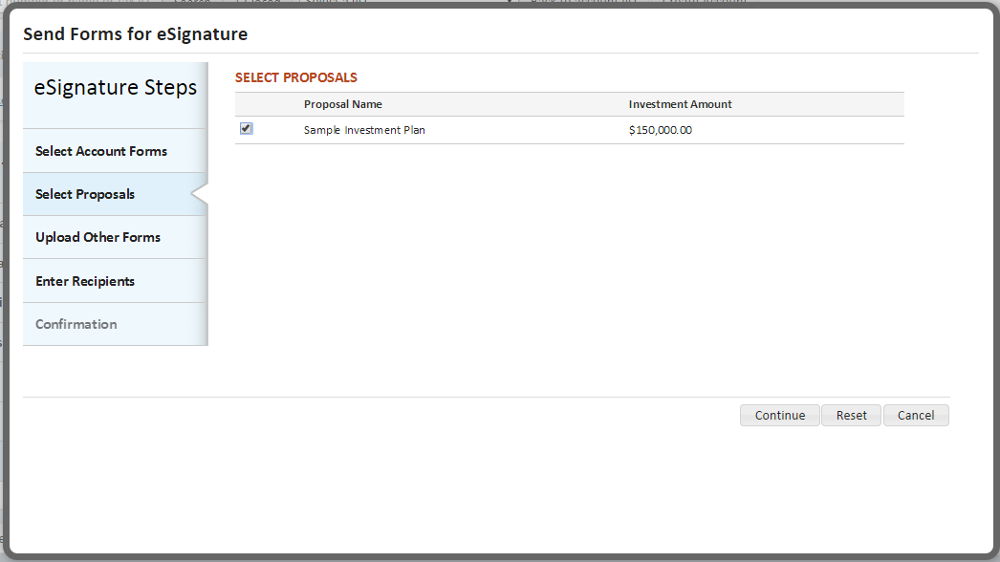 Send Forms for eSignature
eSignature Steps
Select Account Forms
Select Proposals
Upload Other Forms
Enter Recipients
Confirmation
SELECT PROPOSALS
Proposal Name Investment Amount
Sample Investment Plan $150,000.00
Continue Reset Cancel